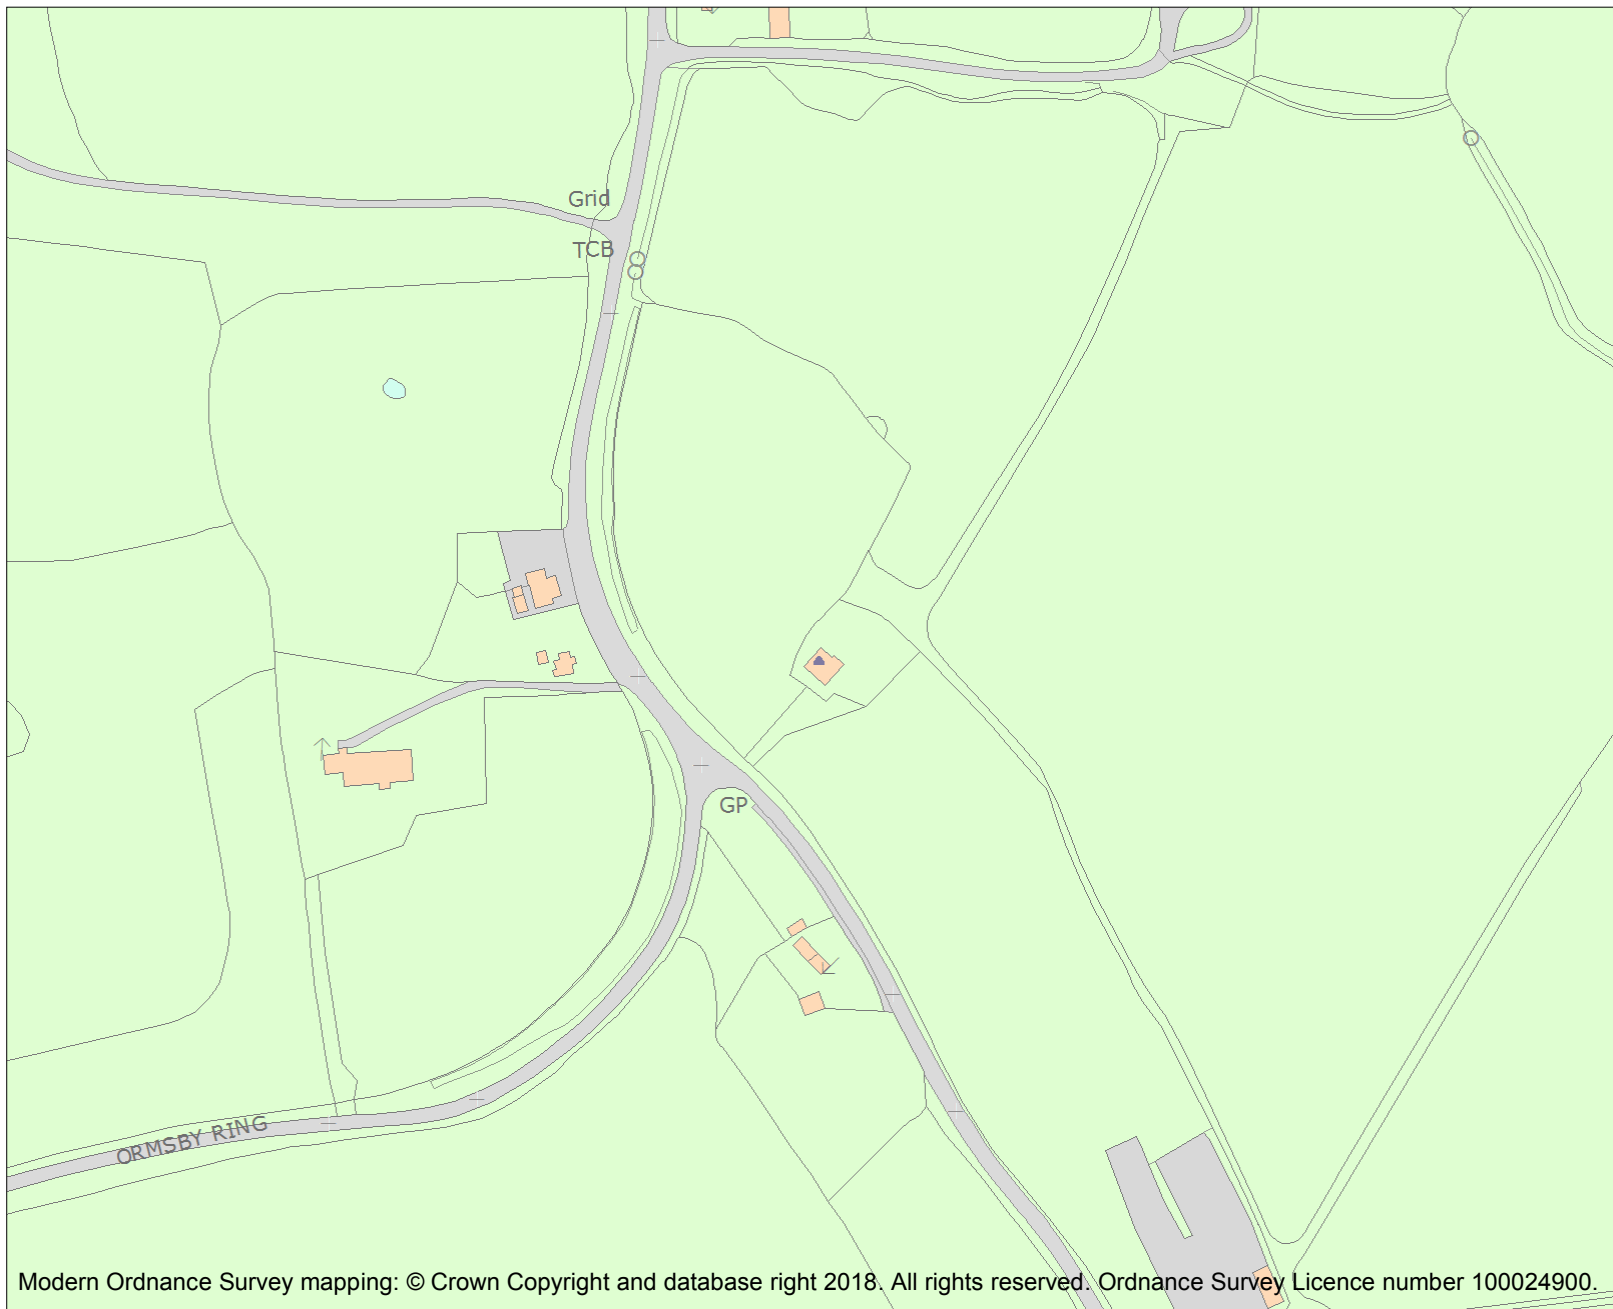 Grid
TCB
GP
ORMSBY RING
Modern Ordnance Survey mapping: © Crown Copyright and database right 2018. All rights reserved. Ordnance Survey Licence number 100024900.